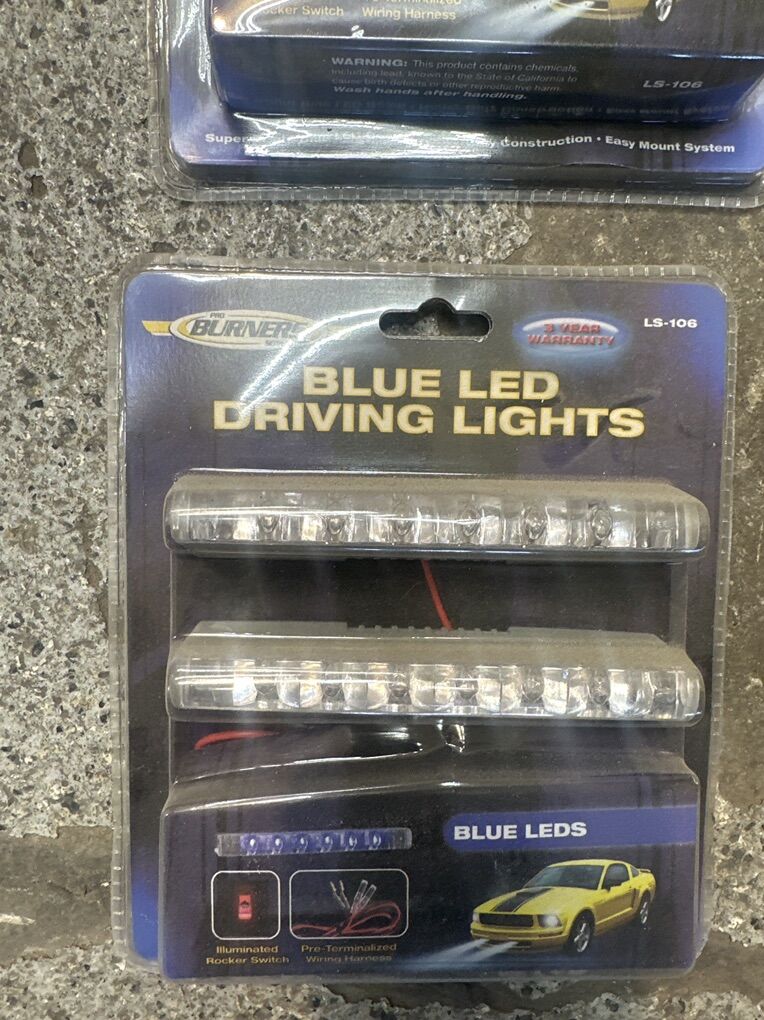 Rocker Switch
Pre-Terminalized
Wiring Harness
WARNING: This product contains chemicals,
including lead, known to the State of California to
cause birth defects or other reproductive harm.
Wash hands after handling.
LS-106
Construction • Easy Mount System
PRO
BURNERS
3 YEAR
WARRANTY
LS-106
BLUE LED
DRIVING LIGHTS
BLUE LEDS
Illuminated
Rocker Switch
Pre-Terminalized
Wiring Harness